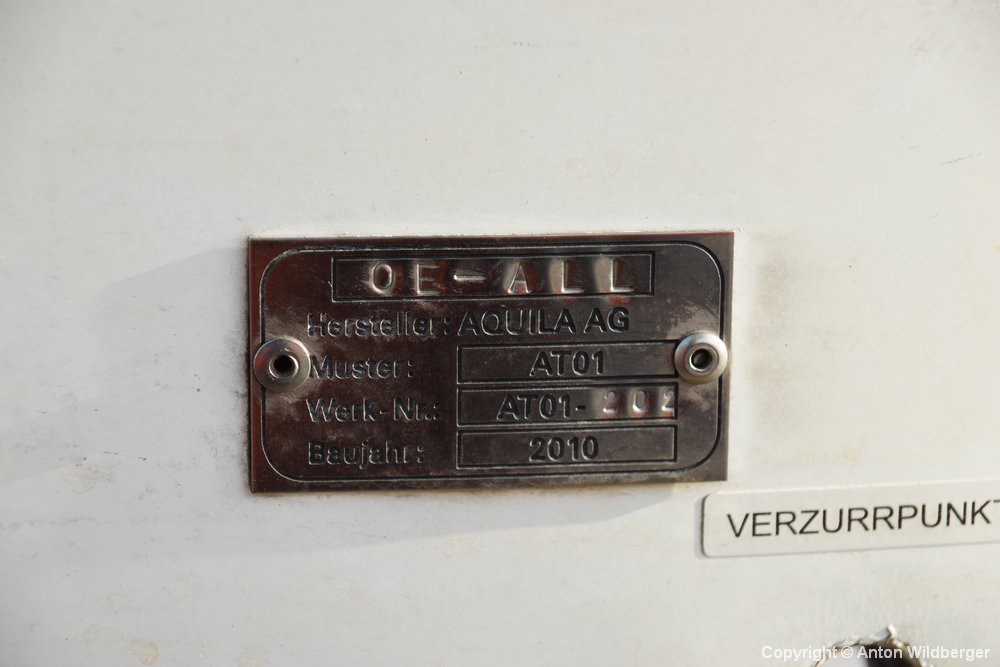 OE-ALL
Hersteller: AQUILA AG
Muster: AT01
Werk-Nr.: AT01-202
Baujahr: 2010
VERZURRPUNKT
Copyright © Anton Wildberger